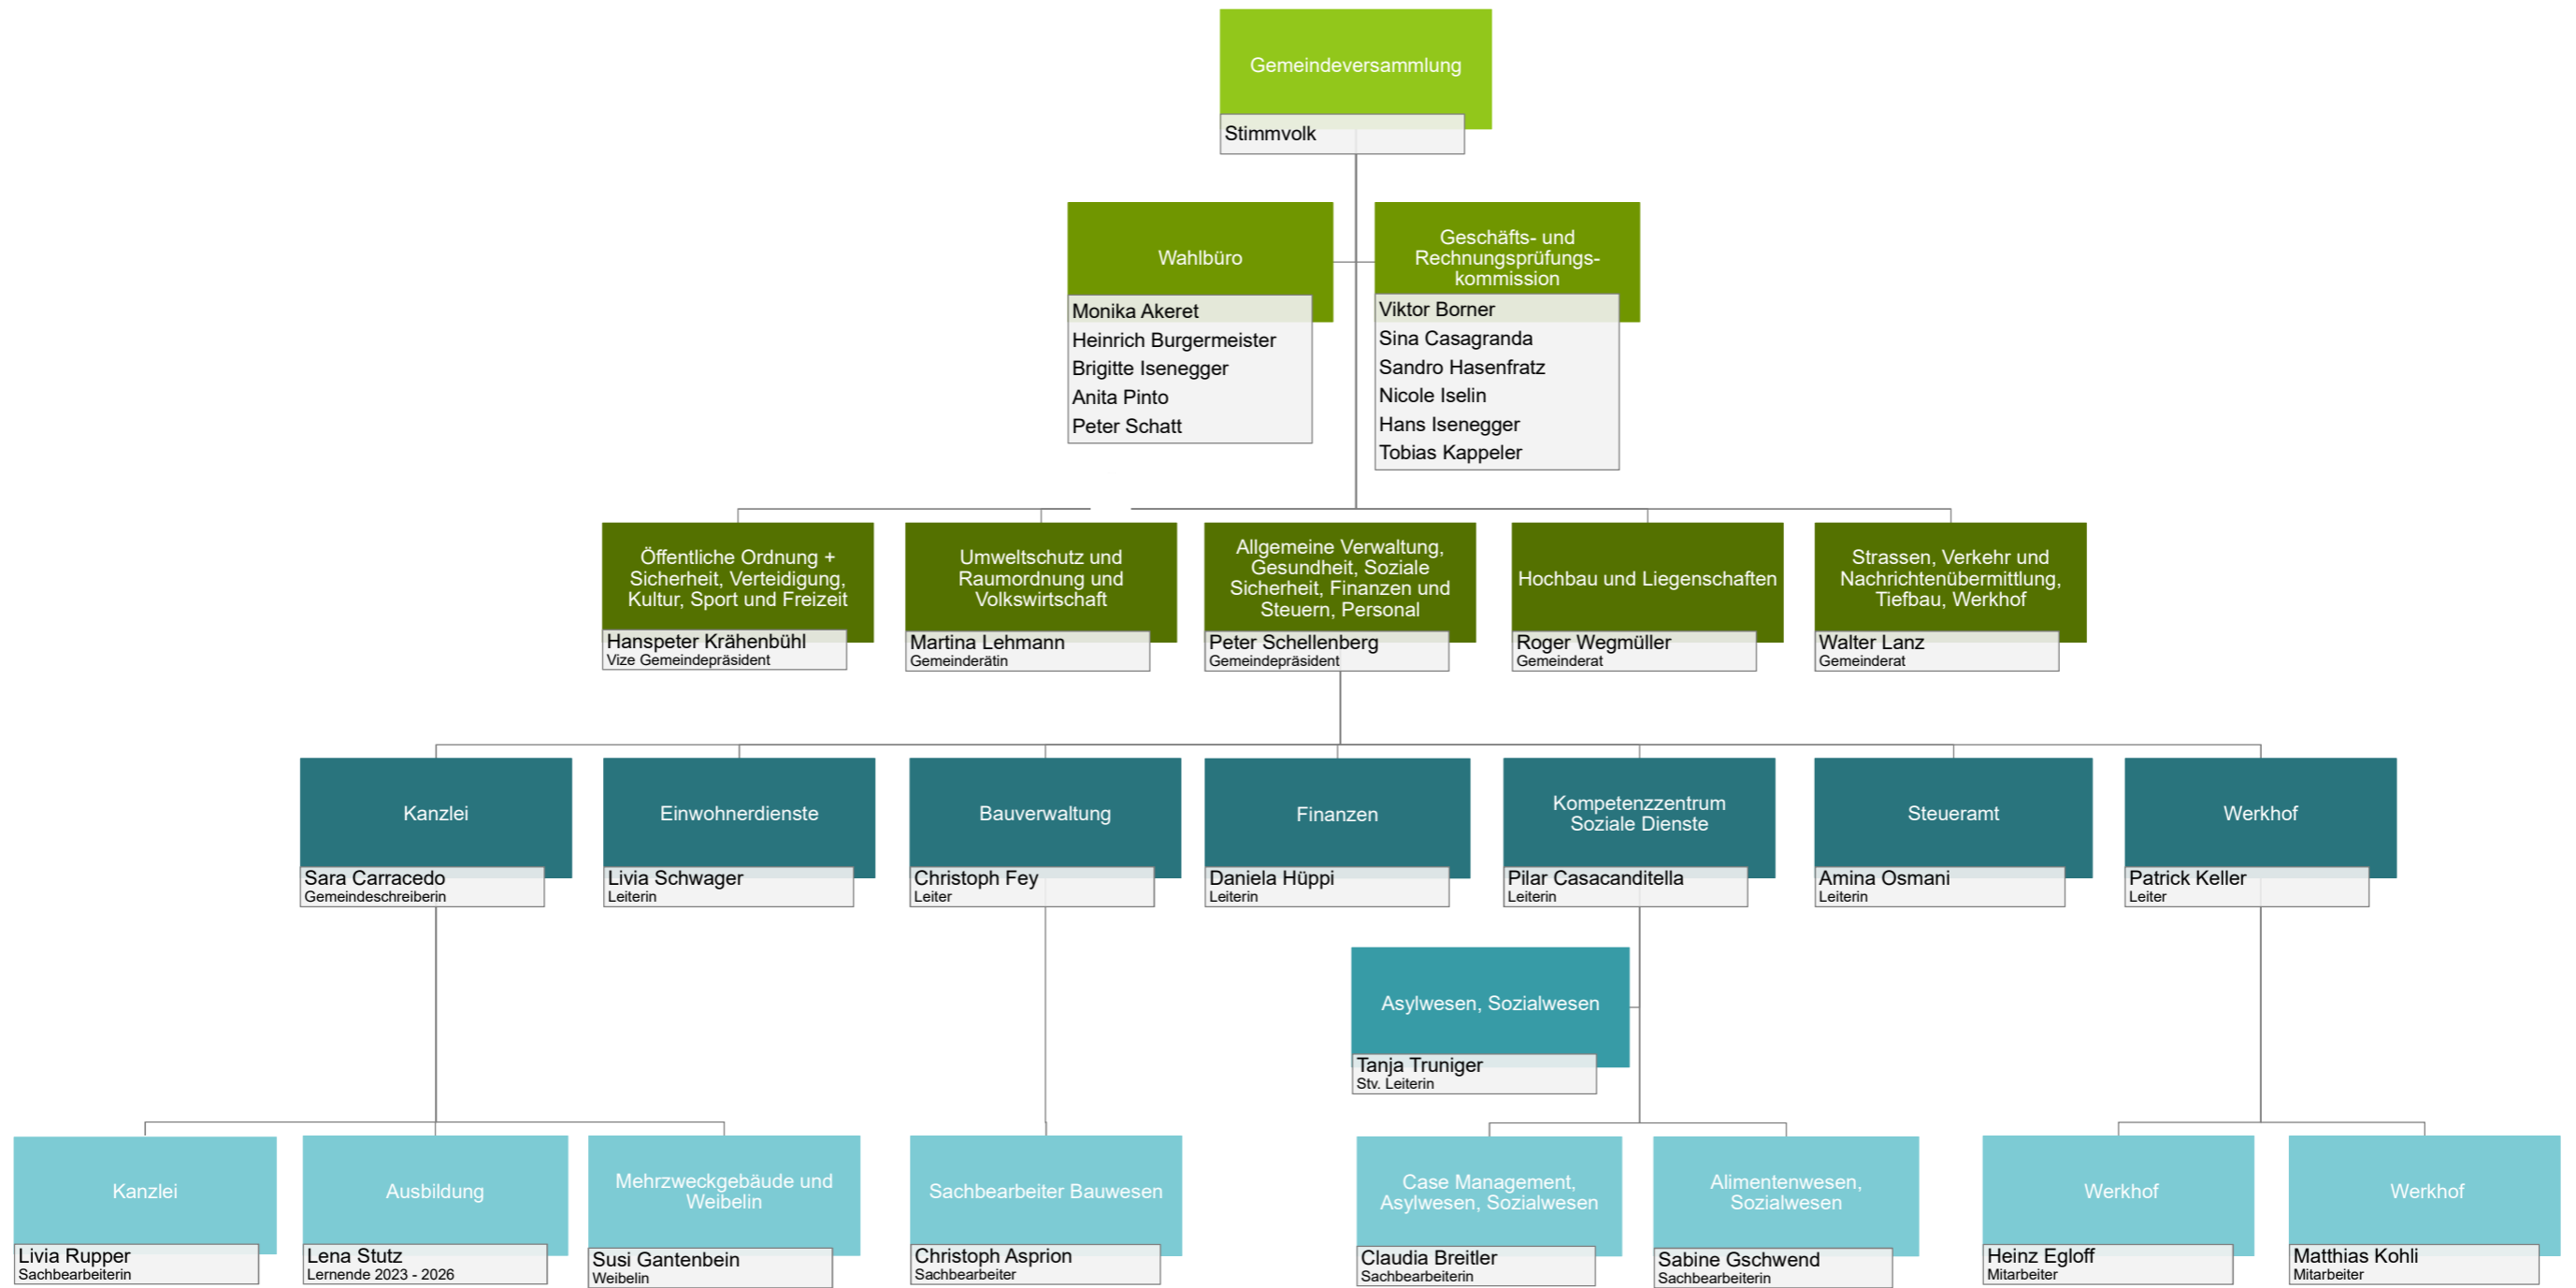 Gemeindeversammlung
Stimmvolk
Wahlbüro
Monika Akeret
Heinrich Burgermeister
Brigitte Isenegger
Anita Pinto
Peter Schatt
Geschäfts- und
Rechnungsprüfungs-
kommission
Viktor Borner
Sina Casagranda
Sandro Hasenfratz
Nicole Iselin
Hans Isenegger
Tobias Kappeler
Öffentliche Ordnung +
Sicherheit, Verteidigung,
Kultur, Sport und Freizeit
Hanspeter Krähenbühl
Vize Gemeindepräsident
Umweltschutz und
Raumordnung und
Volkswirtschaft
Martina Lehmann
Gemeinderätin
Allgemeine Verwaltung,
Gesundheit, Soziale
Sicherheit, Finanzen und
Steuern, Personal
Peter Schellenberg
Gemeindepräsident
Hochbau und Liegenschaften
Roger Wegmüller
Gemeinderat
Strassen, Verkehr und
Nachrichtenübermittlung,
Tiefbau, Werkhof
Walter Lanz
Gemeinderat
Kanzlei
Sara Carracedo
Gemeindeschreiberin
Einwohnerdienste
Livia Schwager
Leiterin
Bauverwaltung
Christoph Fey
Leiter
Finanzen
Daniela Hüppi
Leiterin
Kompetenzzentrum
Soziale Dienste
Pilar Casacanditella
Leiterin
Steueramt
Amina Osmani
Leiterin
Werkhof
Patrick Keller
Leiter
Asylwesen, Sozialwesen
Tanja Truniger
Stv. Leiterin
Kanzlei
Livia Rupper
Sachbearbeiterin
Ausbildung
Lena Stutz
Lernende 2023 - 2026
Mehrzweckgebäude und
Weibelin
Susi Gantenbein
Weibelin
Sachbearbeiter Bauwesen
Christoph Asprion
Sachbearbeiter
Case Management,
Asylwesen, Sozialwesen
Claudia Breitler
Sachbearbeiterin
Alimentenwesen,
Sozialwesen
Sabine Gschwend
Sachbearbeiterin
Werkhof
Heinz Egloff
Mitarbeiter
Werkhof
Matthias Kohli
Mitarbeiter